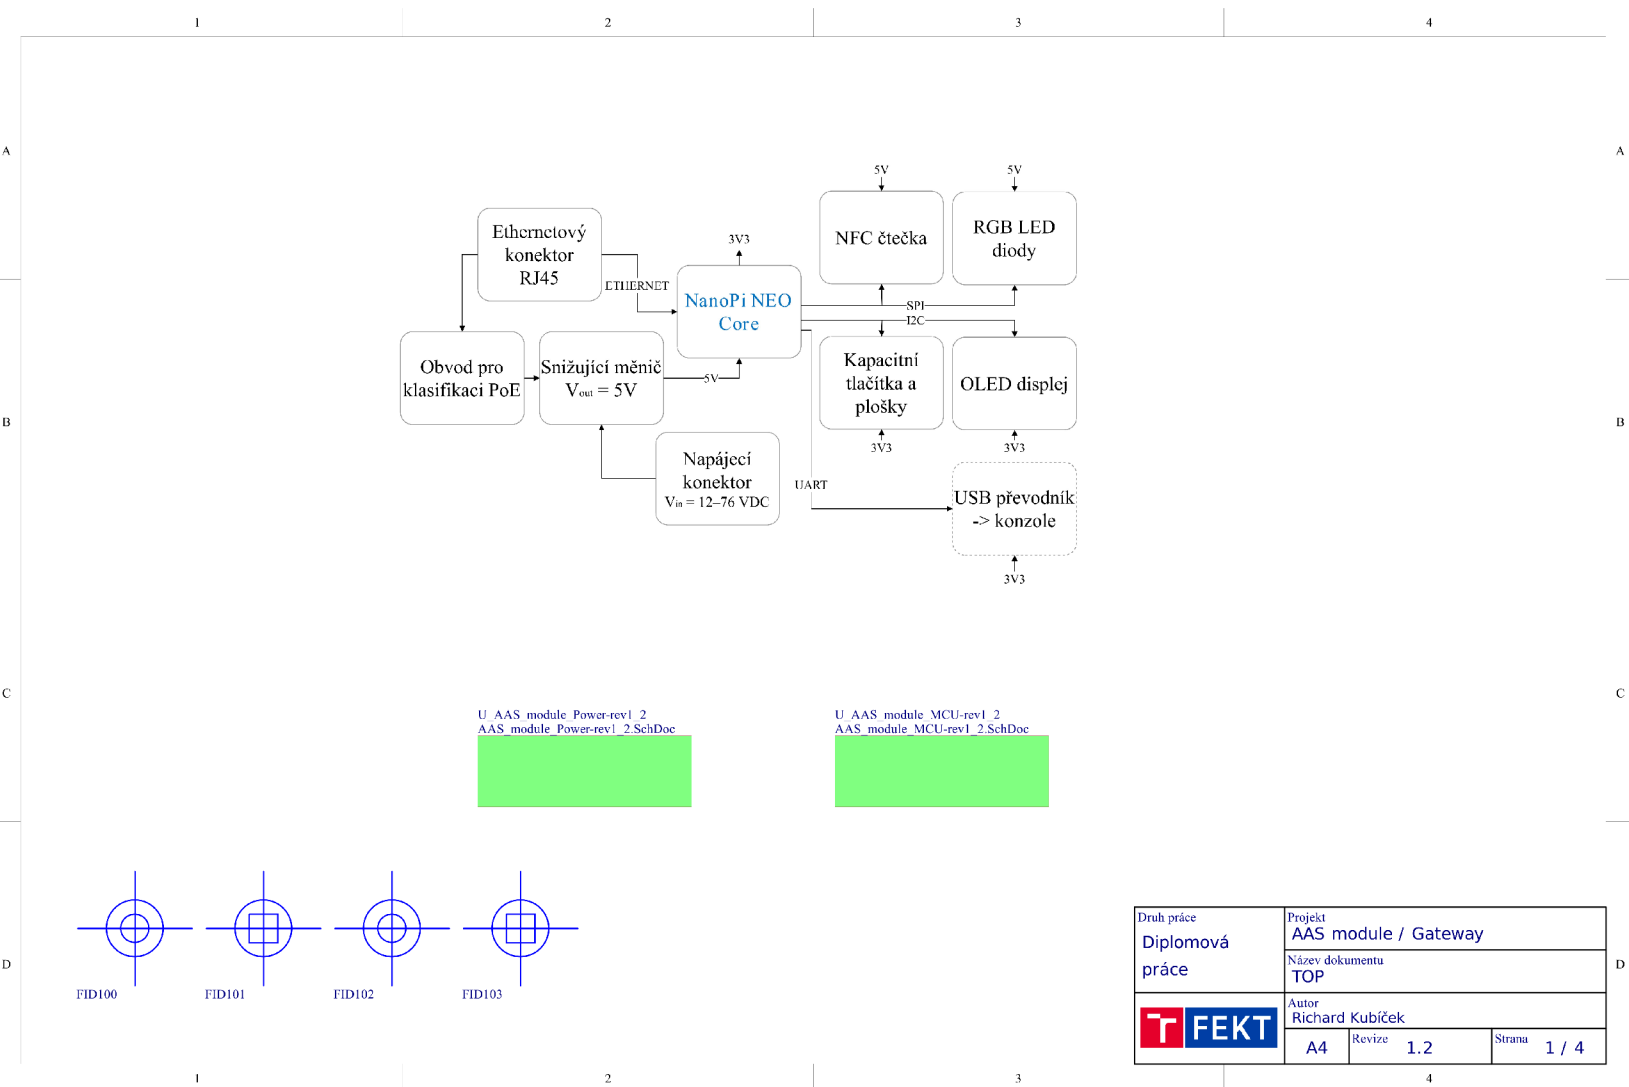 1 2 3 4
A A
5V 5V
NFC čtečka
RGB LED
diody
Ethernetový
konektor
RJ45
3V3
ETHERNET
NanoPi NEO
Core
SPI
I2C
Obvod pro
klasifikaci PoE
Snižující měnič
Vout = 5V
5V
Kapacitní
tlačítka a
plošky
OLED displej
B B
3V3 3V3
Napájecí
konektor
Vin = 12–76 VDC
UART
USB převodník
-> konzole
3V3
C C
U_AAS_module_Power-rev1_2
AAS_module_Power-rev1_2.SchDoc
U_AAS_module_MCU-rev1_2
AAS_module_MCU-rev1_2.SchDoc
D D
FID100 FID101 FID102 FID103
Druh práce
Diplomová
práce
Projekt
AAS module / Gateway
Název dokumentu
TOP
FEKT
Autor
Richard Kubíček
A4
Revize 1.2
Strana 1 / 4
1 2 3 4